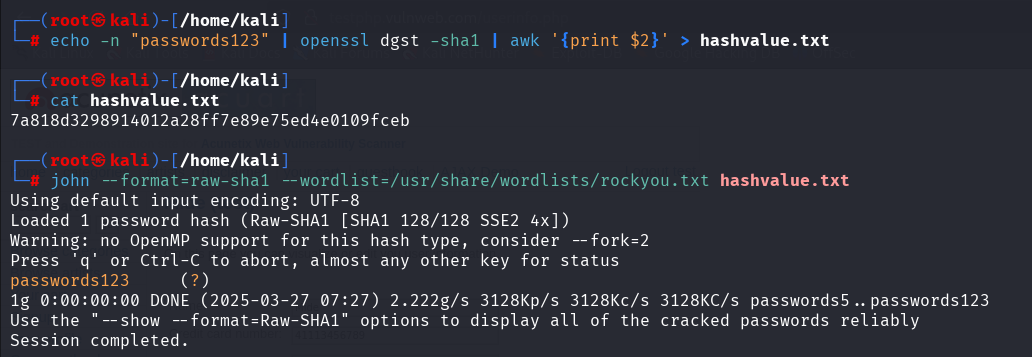 ┌──(root㉿kali)-[/home/kali]
└─# echo -n "passwords123" | openssl dgst -sha1 | awk '{print $2}' > hashvalue.txt
┌──(root㉿kali)-[/home/kali]
└─# cat hashvalue.txt
7a818d3298914012a28ff7e89e75ed4e0109fceb
┌──(root㉿kali)-[/home/kali]
└─# john --format=raw-sha1 --wordlist=/usr/share/wordlists/rockyou.txt hashvalue.txt
Using default input encoding: UTF-8
Loaded 1 password hash (Raw-SHA1 [SHA1 128/128 SSE2 4x])
Warning: no OpenMP support for this hash type, consider --fork=2
Press 'q' or Ctrl-C to abort, almost any other key for status
passwords123     (?)
1g 0:00:00:00 DONE (2025-03-27 07:27) 2.222g/s 3128Kp/s 3128Kc/s 3128KC/s passwords5..passwords123
Use the "--show --format=Raw-SHA1" options to display all of the cracked passwords reliably
Session completed.